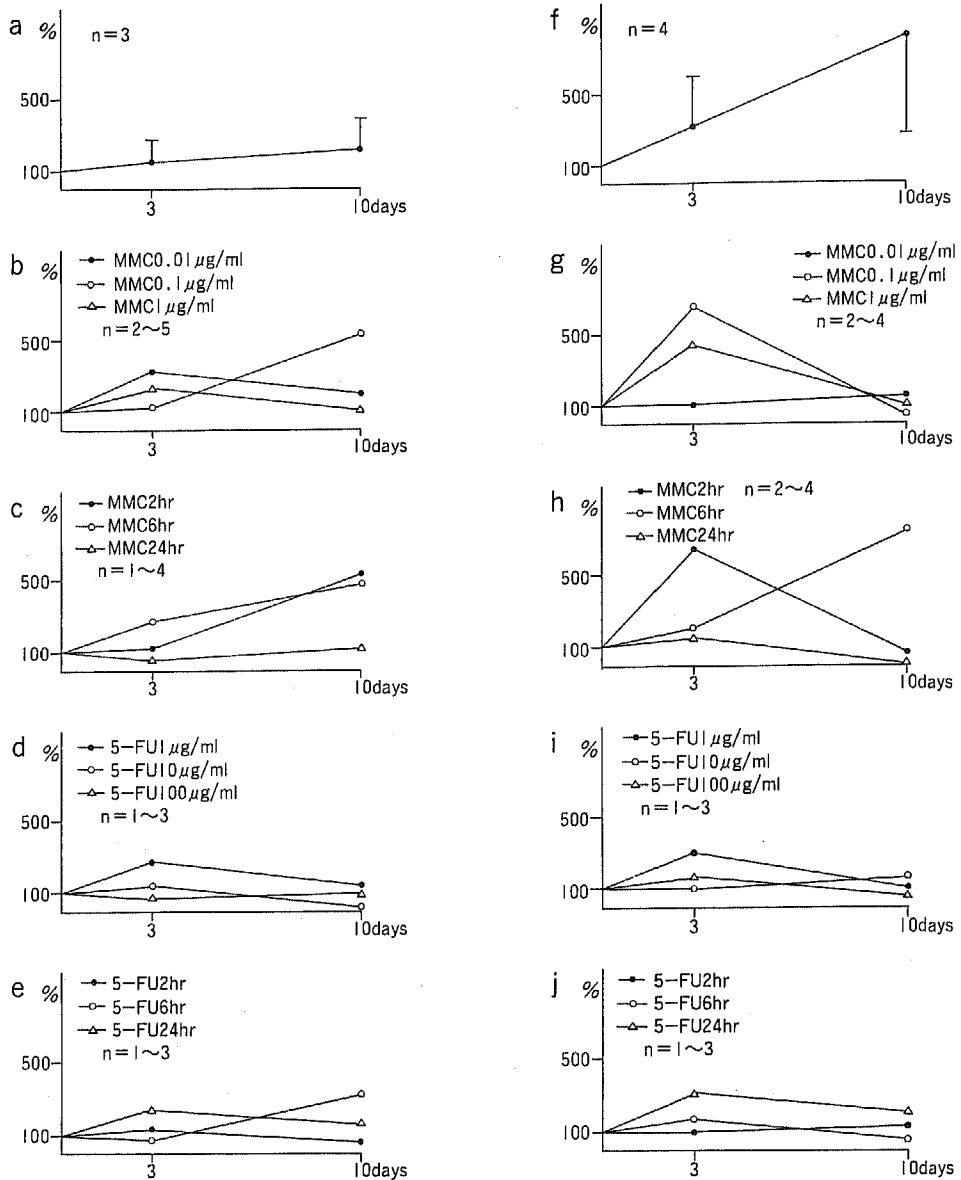 a % n=3
500
100
3 10days
b % MMC0.01μg/ml
MMC0.1μg/ml
MMC1μg/ml
n=2~5
500
100
3 10days
c % MMC2hr
MMC6hr
MMC24hr
n=1~4
500
100
3 10days
d % 5-FU1μg/ml
5-FU10μg/ml
5-FU100μg/ml
n=1~3
500
100
3 10days
e % 5-FU2hr
5-FU6hr
5-FU24hr
n=1~3
500
100
3 10days
f % n=4
500
100
3 10days
g % MMC0.01μg/ml
MMC0.1μg/ml
MMC1μg/ml
n=2~4
500
100
3 10days
h % MMC2hr n=2~4
MMC6hr
MMC24hr
500
100
3 10days
i % 5-FU1μg/ml
5-FU10μg/ml
5-FU100μg/ml
n=1~3
500
100
3 10days
j % 5-FU2hr
5-FU6hr
5-FU24hr
n=1~3
500
100
3 10days